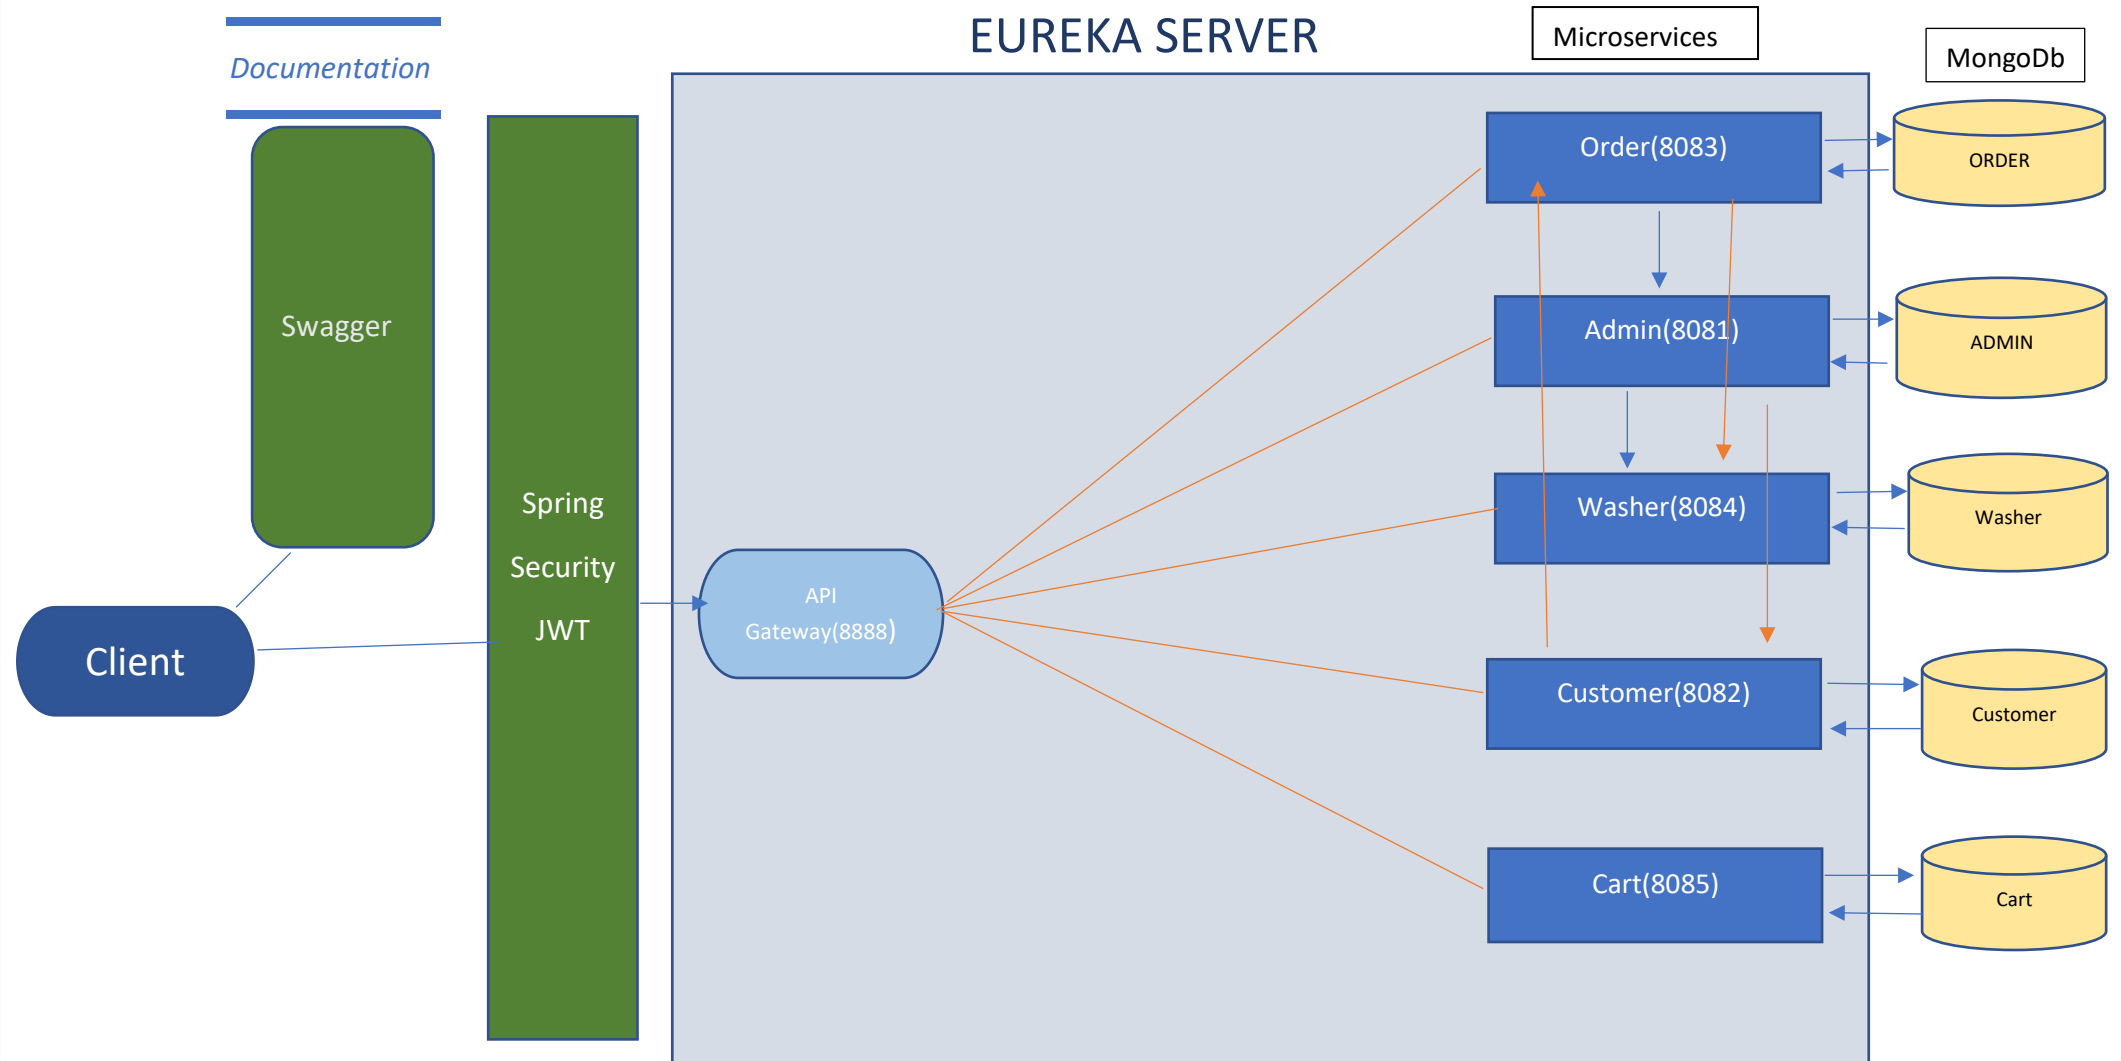 EUREKA SERVER
Microservices
MongoDb
Documentation
Swagger
Client
Spring
Security
JWT
API
Gateway(8888)
Order(8083)
ORDER
Admin(8081)
ADMIN
Washer(8084)
Washer
Customer(8082)
Customer
Cart(8085)
Cart